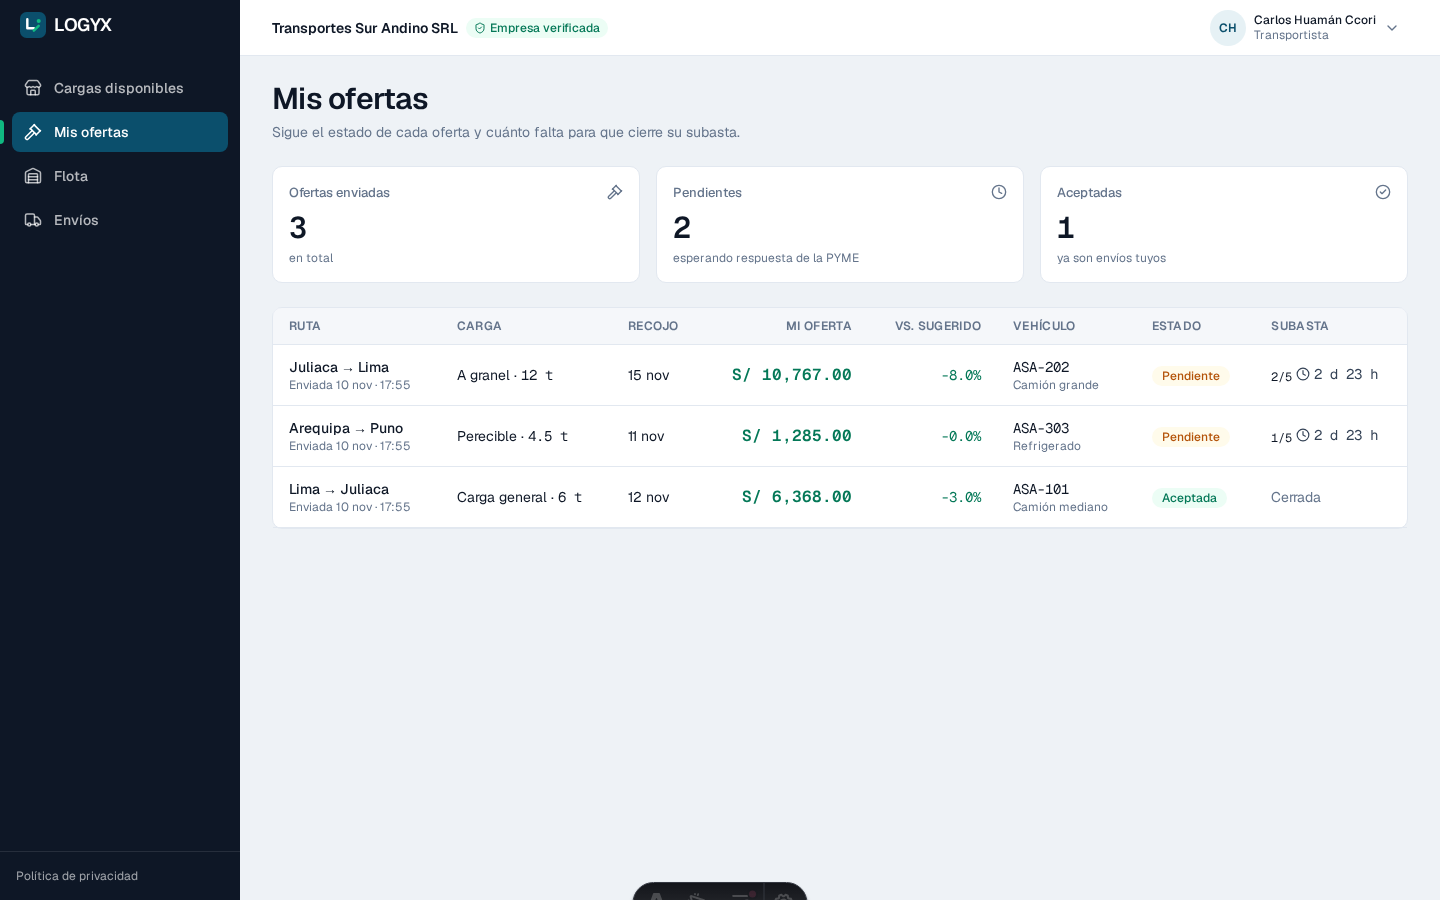 LOGYX
Transportes Sur Andino SRL Empresa verificada
CH Carlos Huamán Ccori
Transportista
Cargas disponibles
Mis ofertas
Flota
Envíos
Política de privacidad
Mis ofertas
Sigue el estado de cada oferta y cuánto falta para que cierre su subasta.
Ofertas enviadas
3
en total
Pendientes
2
esperando respuesta de la PYME
Aceptadas
1
ya son envíos tuyos
RUTA CARGA RECOJO MI OFERTA VS. SUGERIDO VEHÍCULO ESTADO SUBASTA
Juliaca → Lima A granel · 12 t 15 nov S/ 10,767.00 -8.0% ASA-202 Pendiente 2/5 2 d 23 h
Enviada 10 nov · 17:55 Camión grande
Arequipa → Puno Perecible · 4.5 t 11 nov S/ 1,285.00 -0.0% ASA-303 Pendiente 1/5 2 d 23 h
Enviada 10 nov · 17:55 Refrigerado
Lima → Juliaca Carga general · 6 t 12 nov S/ 6,368.00 -3.0% ASA-101 Aceptada Cerrada
Enviada 10 nov · 17:55 Camión mediano